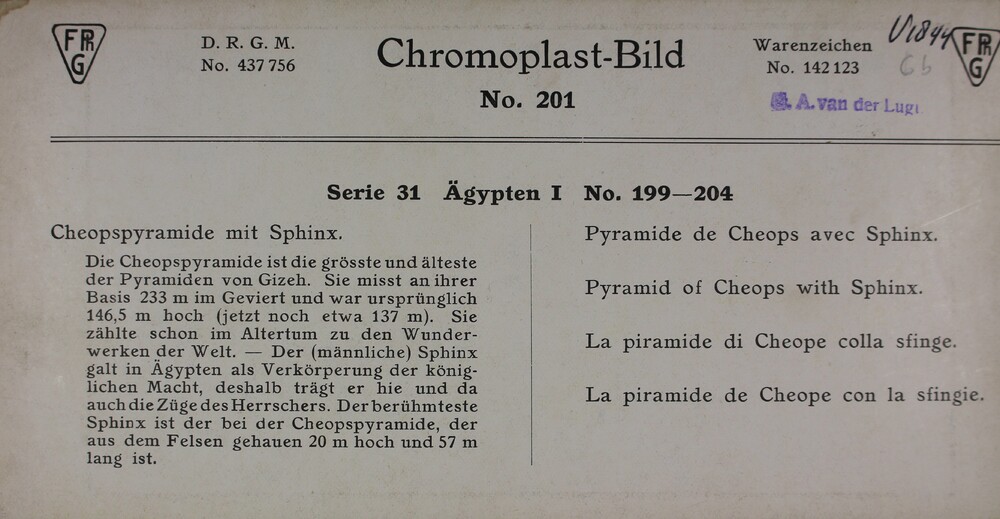 FPR
G
D. R. G. M.
No. 437756
Chromoplast-Bild
No. 201
Warenzeichen
No. 142123
V1844
Gb
FPR
G
A. van der Lugt
Serie 31 Ägypten I No. 199—204
Cheopspyramide mit Sphinx.
Die Cheopspyramide ist die grösste und älteste
der Pyramiden von Gizeh. Sie misst an ihrer
Basis 233 m im Geviert und war ursprünglich
146,5 m hoch (jetzt noch etwa 137 m). Sie
zählte schon im Altertum zu den Wunder-
werken der Welt. — Der (männliche) Sphinx
galt in Ägypten als Verkörperung der könig-
lichen Macht, deshalb trägt er hie und da
auch die Züge des Herrschers. Der berühmteste
Sphinx ist der bei der Cheopspyramide, der
aus dem Felsen gehauen 20 m hoch und 57 m
lang ist.
Pyramide de Cheops avec Sphinx.
Pyramid of Cheops with Sphinx.
La piramide di Cheope colla sfinge.
La piramide de Cheope con la sfingie.